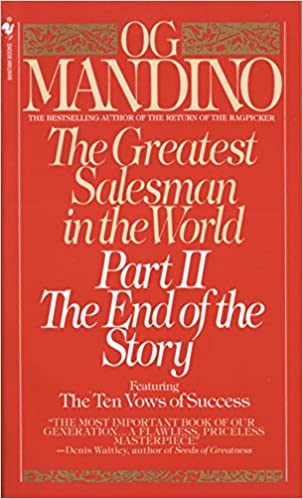 OG
MANDINO
THE BESTSELLING AUTHOR OF THE RETURN OF THE RAGPICKER
The Greatest
Salesman
in the World
Part II
The End of the
Story
Featuring
The Ten Vows of Success
"THE MOST IMPORTANT BOOK OF OUR
GENERATION...A FLAWLESS, PRICELESS
MASTERPIECE."
—Denis Waitley, author of Seeds of Greatness